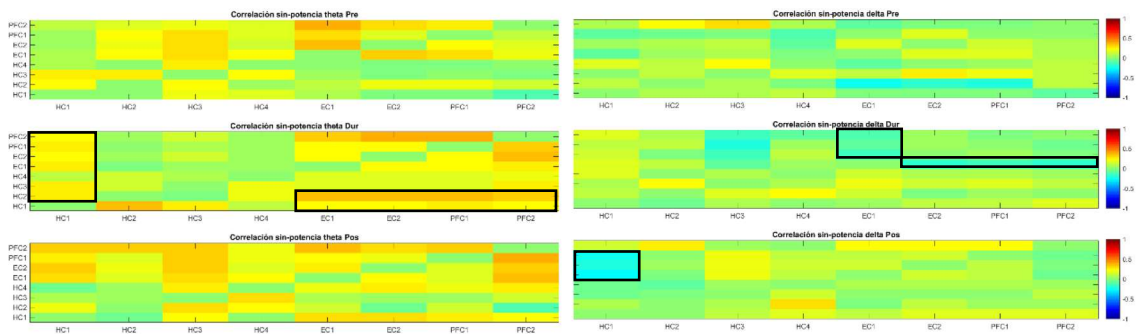 Correlación sin-potencia theta Pre
PFC2
PFC1
EC2
EC1
HC4
HC3
HC2
HC1
HC1 HC2 HC3 HC4 EC1 EC2 PFC1 PFC2
Correlación sin-potencia delta Pre
HC1 HC2 HC3 HC4 EC1 EC2 PFC1 PFC2
1
0.5
0
-0.5
-1
Correlación sin-potencia theta Dur
PFC2
PFC1
EC2
EC1
HC4
HC3
HC2
HC1
HC1 HC2 HC3 HC4 EC1 EC2 PFC1 PFC2
Correlación sin-potencia delta Dur
HC1 HC2 HC3 HC4 EC1 EC2 PFC1 PFC2
1
0.5
0
-0.5
-1
Correlación sin-potencia theta Pos
PFC2
PFC1
EC2
EC1
HC4
HC3
HC2
HC1
HC1 HC2 HC3 HC4 EC1 EC2 PFC1 PFC2
Correlación sin-potencia delta Pos
HC1 HC2 HC3 HC4 EC1 EC2 PFC1 PFC2
1
0.5
0
-0.5
-1